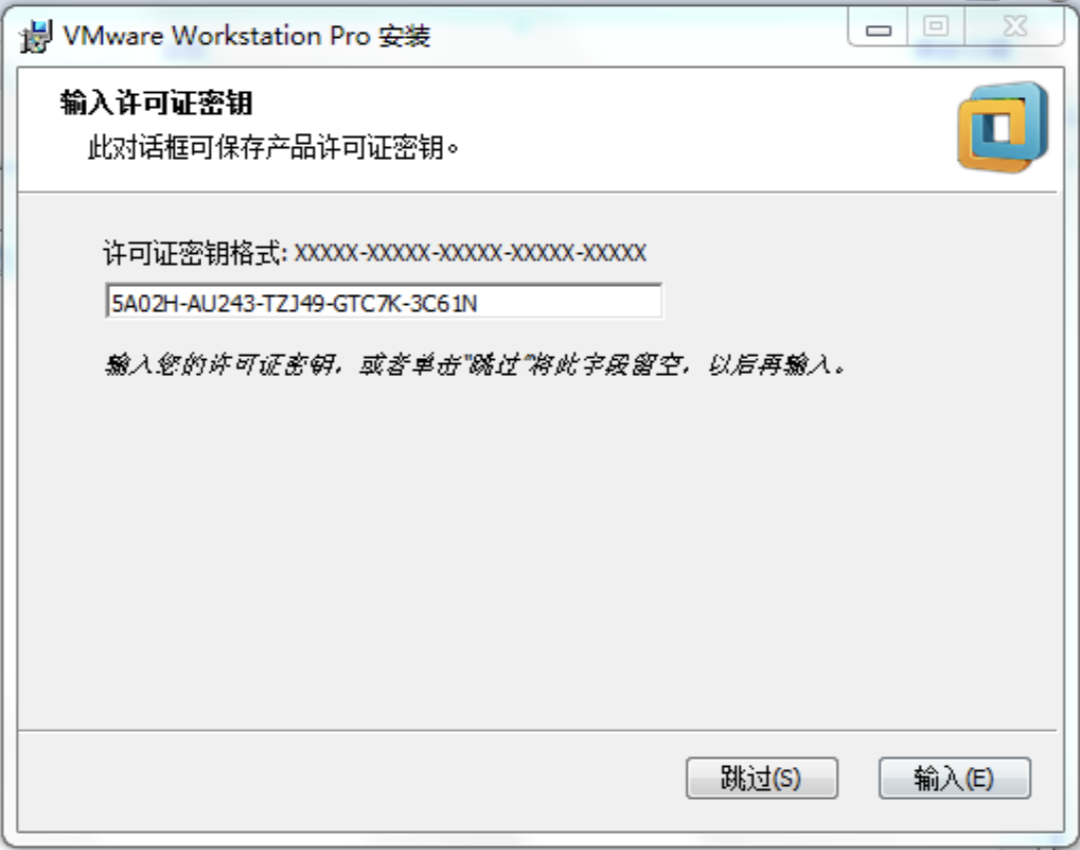 VMware Workstation Pro 安装
输入许可证密钥
此对话框可保存产品许可证密钥。
许可证密钥格式: XXXXX-XXXXX-XXXXX-XXXXX-XXXXX
5A02H-AU243-TZJ49-GTC7K-3C61N
输入您的许可证密钥，或者单击"跳过"将此字段留空，以后再输入。
跳过(S)
输入(E)